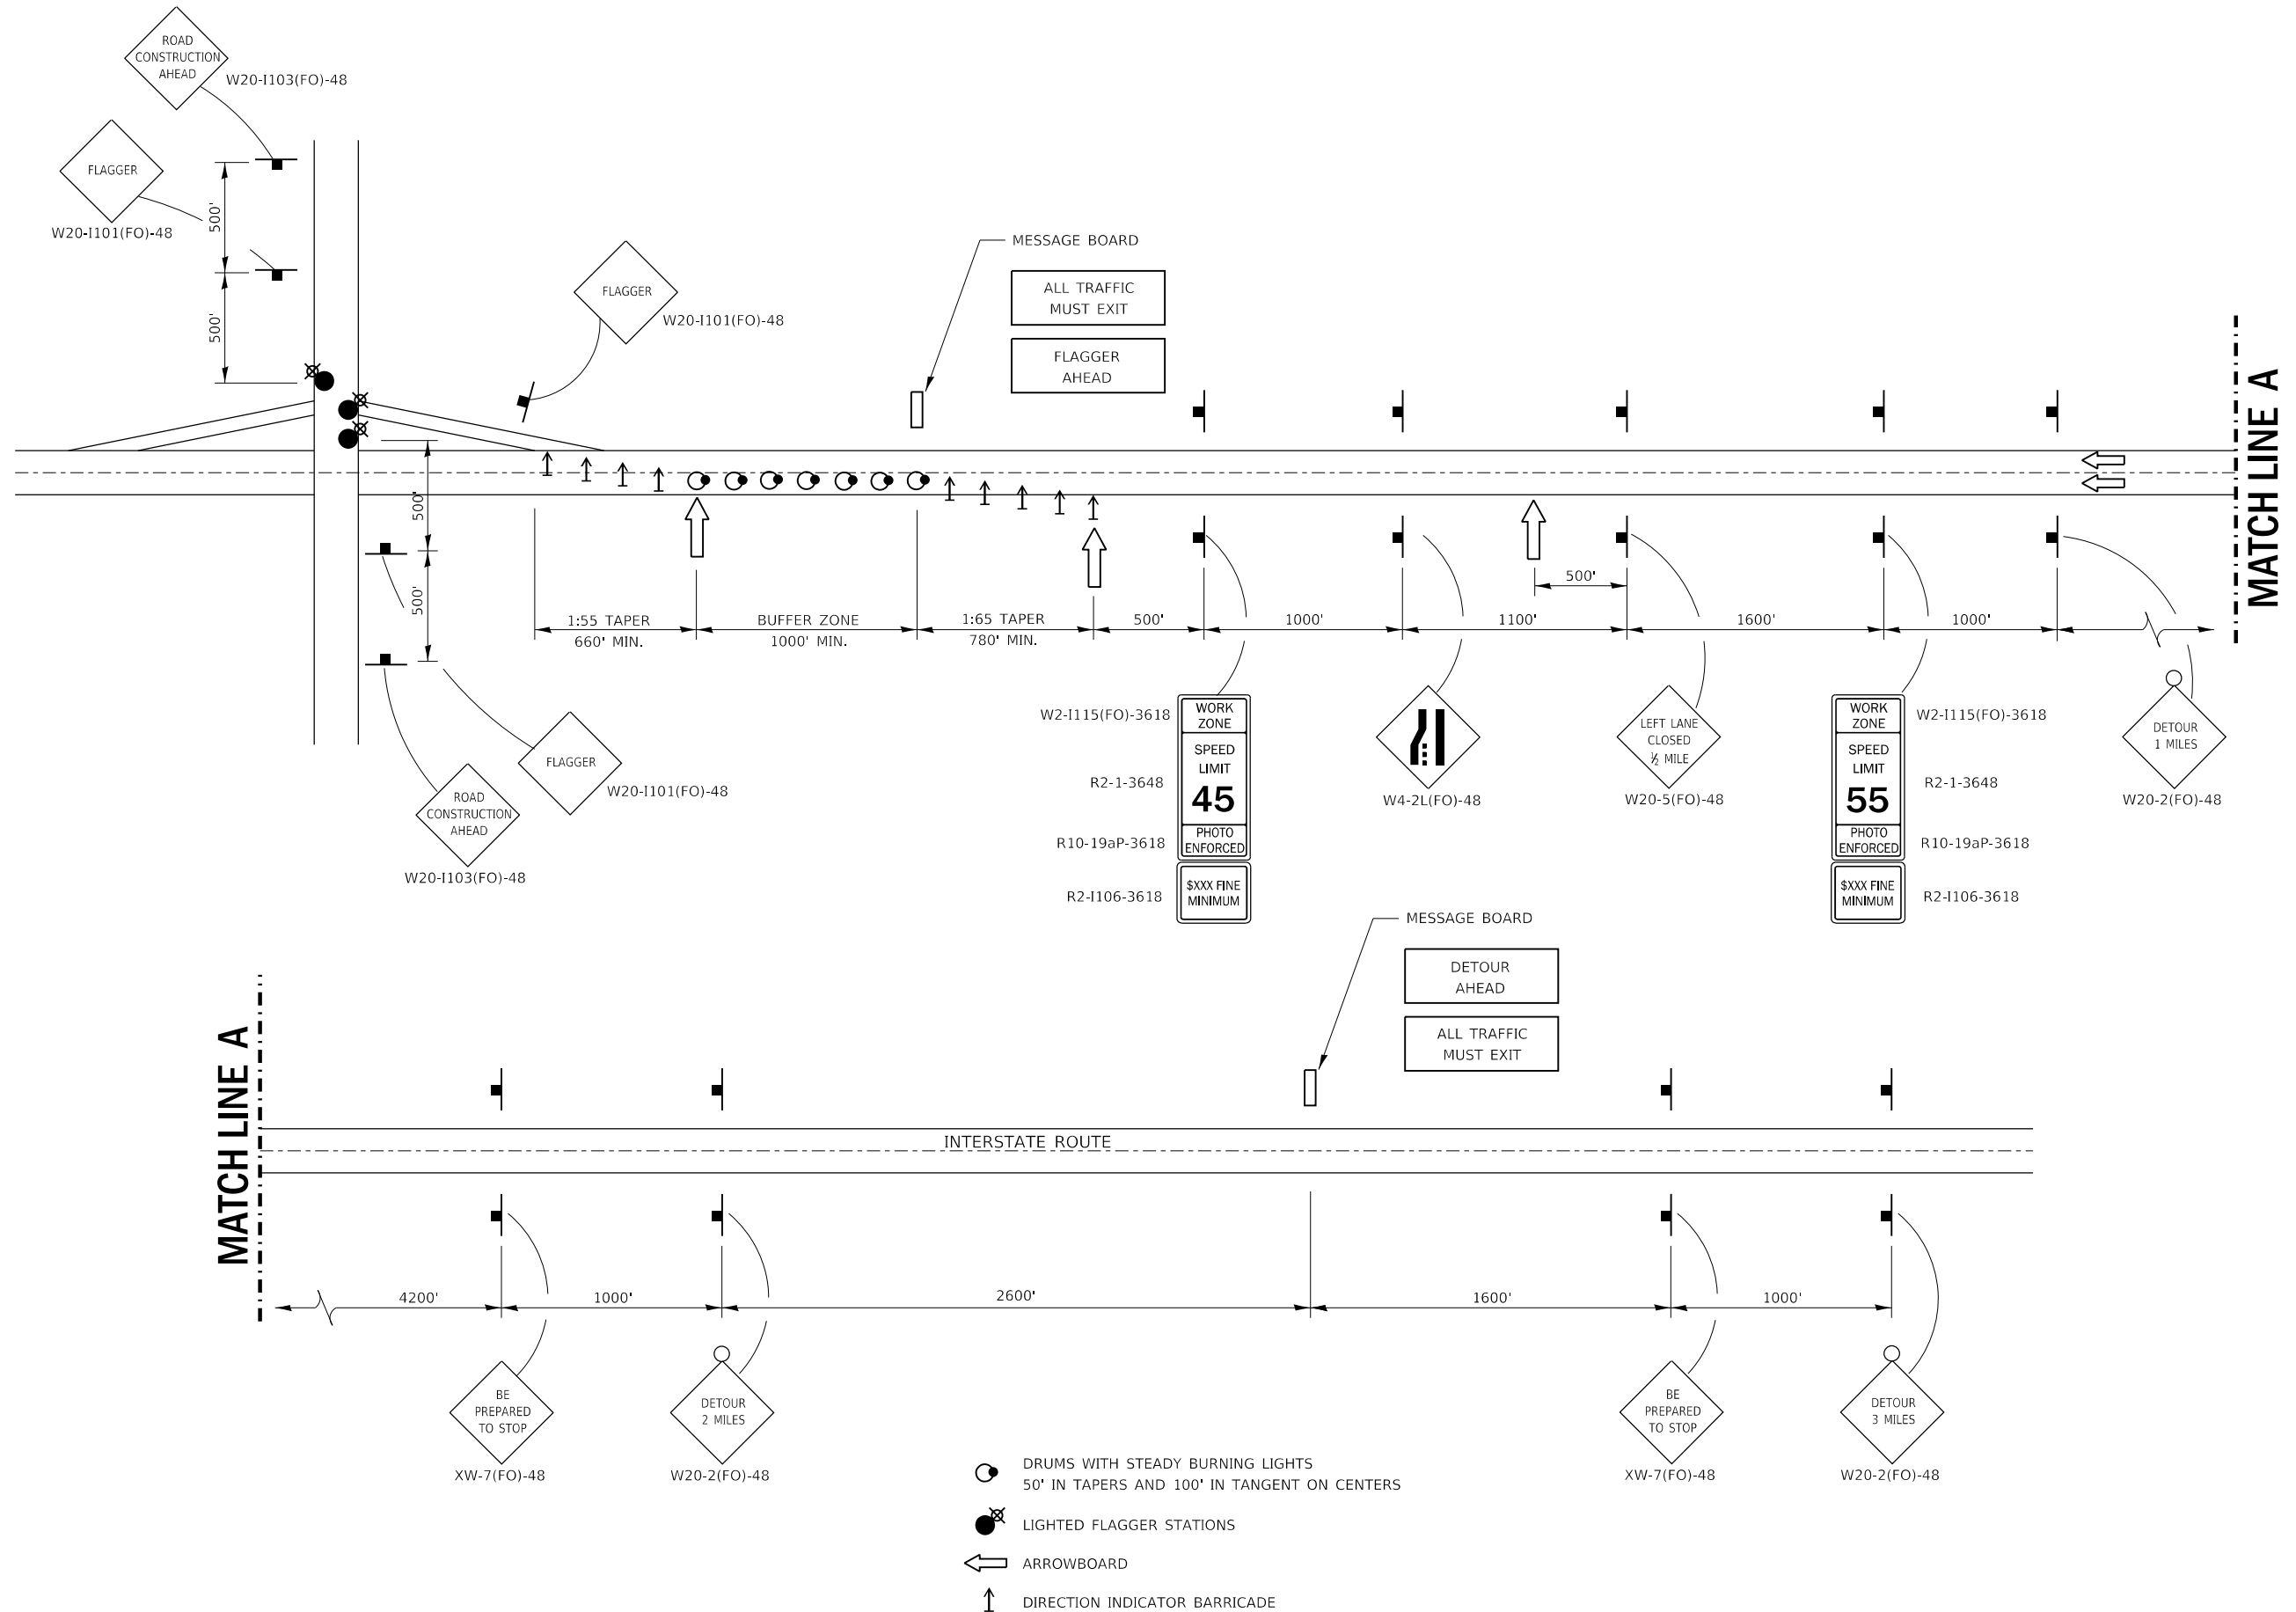 ROAD
CONSTRUCTION
AHEAD
W20-I103(FO)-48
FLAGGER
W20-I101(FO)-48
500'
500'
FLAGGER
W20-I101(FO)-48
MESSAGE BOARD
ALL TRAFFIC
MUST EXIT
FLAGGER
AHEAD
MATCH LINE A
500'
500'
1:55 TAPER
660' MIN.
BUFFER ZONE
1000' MIN.
1:65 TAPER
780' MIN.
500'
1000'
1100'
500'
1600'
1000'
FLAGGER
W20-I101(FO)-48
ROAD
CONSTRUCTION
AHEAD
W20-I103(FO)-48
W2-I115(FO)-3618
R2-1-3648
R10-19aP-3618
R2-I106-3618
WORK
ZONE
SPEED
LIMIT
45
PHOTO
ENFORCED
$XXX FINE
MINIMUM
W4-2L(FO)-48
LEFT LANE
CLOSED
½ MILE
W20-5(FO)-48
WORK
ZONE
SPEED
LIMIT
55
PHOTO
ENFORCED
$XXX FINE
MINIMUM
W2-I115(FO)-3618
R2-1-3648
R10-19aP-3618
R2-I106-3618
DETOUR
1 MILES
W20-2(FO)-48
MESSAGE BOARD
DETOUR
AHEAD
ALL TRAFFIC
MUST EXIT
MATCH LINE A
INTERSTATE ROUTE
4200'
1000'
2600'
1600'
1000'
BE
PREPARED
TO STOP
XW-7(FO)-48
DETOUR
2 MILES
W20-2(FO)-48
BE
PREPARED
TO STOP
XW-7(FO)-48
DETOUR
3 MILES
W20-2(FO)-48
DRUMS WITH STEADY BURNING LIGHTS
50' IN TAPERS AND 100' IN TANGENT ON CENTERS
LIGHTED FLAGGER STATIONS
ARROWBOARD
DIRECTION INDICATOR BARRICADE